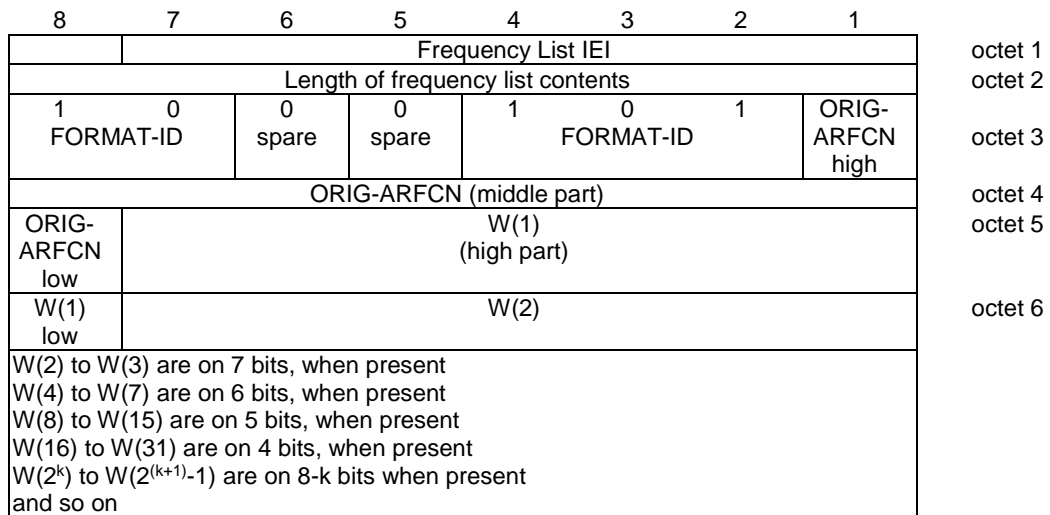 8 7 6 5 4 3 2 1
Frequency List IEI octet 1
Length of frequency list contents octet 2
1 0 0 0 1 0 1 ORIG-
FORMAT-ID spare spare FORMAT-ID ARFCN octet 3
high
ORIG-ARFCN (middle part) octet 4
ORIG- W(1) octet 5
ARFCN (high part)
low
W(1) W(2) octet 6
low
W(2) to W(3) are on 7 bits, when present
W(4) to W(7) are on 6 bits, when present
W(8) to W(15) are on 5 bits, when present
W(16) to W(31) are on 4 bits, when present
W(2^k) to W(2^(k+1)-1) are on 8-k bits when present
and so on